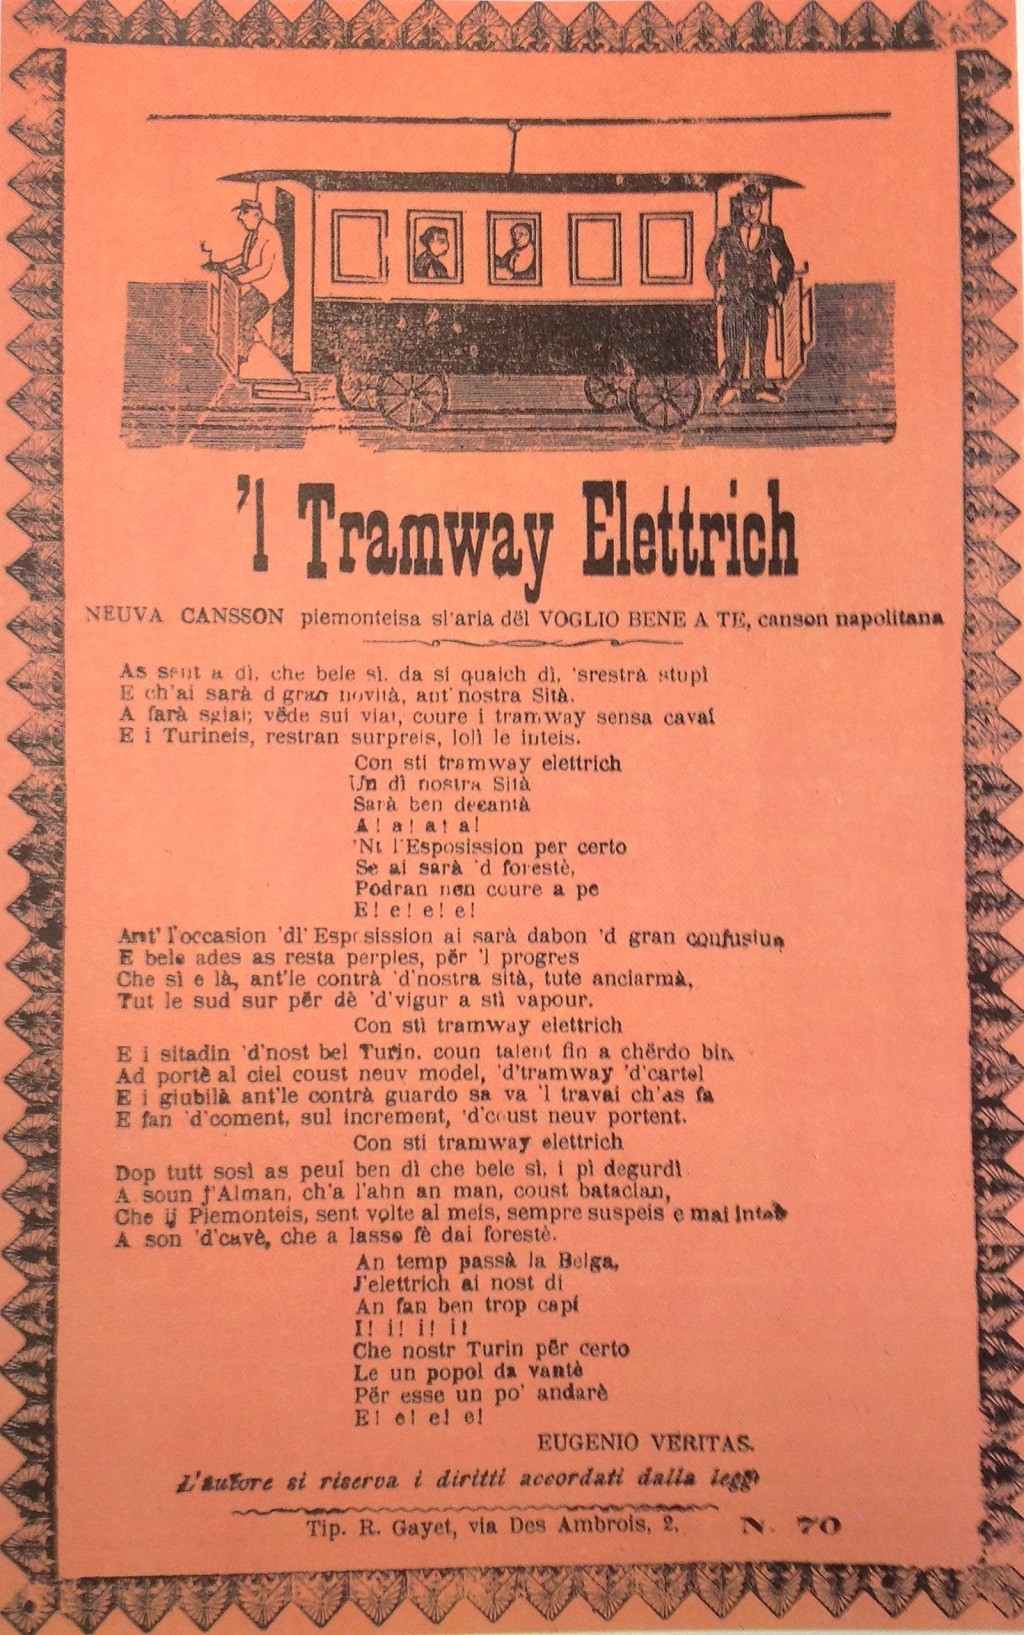 'l Tramway Elettrich
NEUVA CANSSON piemonteisa sl'aria dël VOGLIO BENE A TE, canson napolitana
As sent a dì, che bele sì, da si quaich dì, 'srestrà stupì
E ch'ai sarà d gran novità, ant' nostra Sità.
A farà sgiai; vëde sui viai, coure i tramway sensa cavai
E i Turineis, restran surpreis, lolì le inteis.
Con sti tramway elettrich
Un dì nostra Sità
Sarà ben decantà
A! a! a! a!
'Nt l'Esposission per certo
Se ai sarà 'd forestè,
Podran nen coure a pe
E! e! e! e!
Ant' l'occasion 'dl' Esposission ai sarà dabon 'd gran confusiun
E bele ades as resta perples, për 'l progres
Che sì e là, ant'le contrà 'd'nostra sità, tute anciarmà,
Tut le sud sur për dè 'd'vigur a stì vapour.
Con stì tramway elettrich
E i sitadin 'd'nost bel Turin, coun talent fin a chërdo bin
Ad portè al ciel coust neuv model, 'd'tramway 'd'cartel
E i giubilà ant'le contrà guardo sa va 'l travai ch'as fa
E fan 'd'coment, sul increment, 'd'coust neuv portent.
Con sti tramway elettrich
Dop tutt sosì as peul ben dì che bele sì, i pì degurdì
A soun j'Alman, ch'a l'ahn an man, coust bataclan,
Che ij Piemonteis, sent volte al meis, sempre suspeis e mai inteis
A son 'd'cavè, che a lasso fè dai forestè.
An temp passà la Belga,
J'elettrich ai nost di
An fan ben trop capí
I! i! i! i!
Che nostr Turin për certo
Le un popol da vantè
Për esse un po' andarè
E! e! e! e!
EUGENIO VERITAS.
L'autore si riserva i diritti accordati dalla legge
Tip. R. Gayet, via Des Ambrois, 2. N. 70